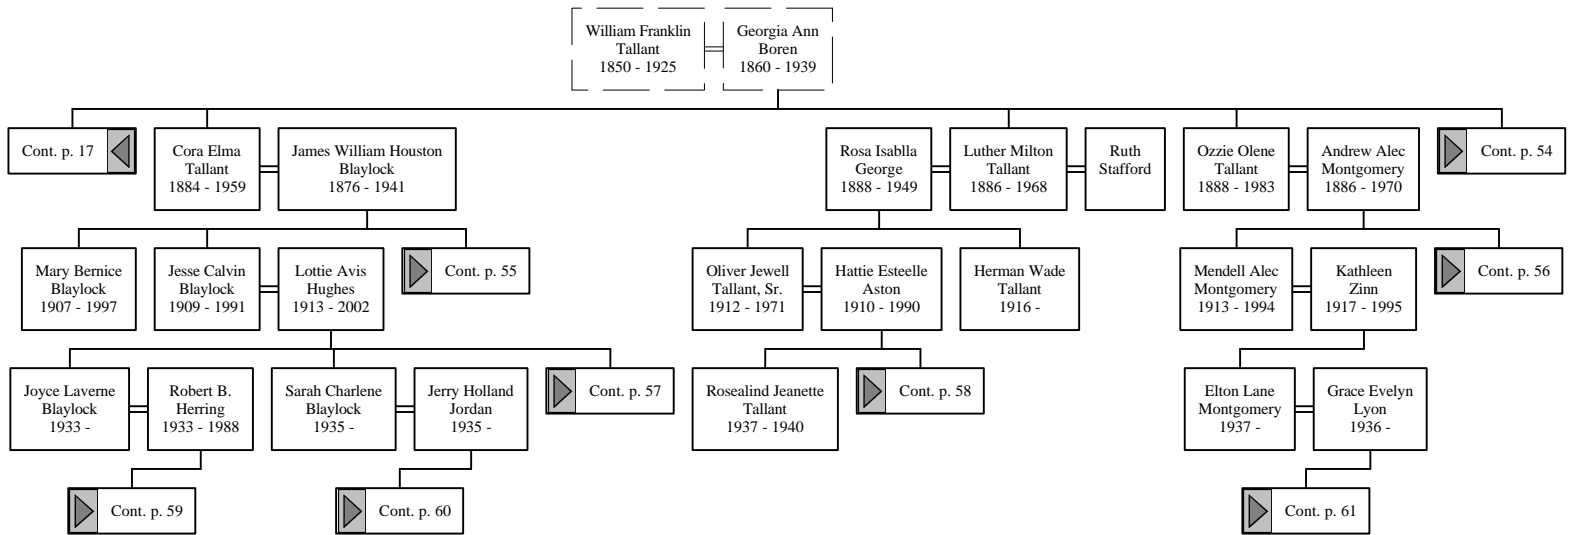 William Franklin
Tallant
1850 - 1925
Georgia Ann
Boren
1860 - 1939
Cont. p. 17
Cora Elma
Tallant
1884 - 1959
James William Houston
Blaylock
1876 - 1941
Rosa Isablla
George
1888 - 1949
Luther Milton
Tallant
1886 - 1968
Ruth
Stafford
Ozzie Olene
Tallant
1888 - 1983
Andrew Alec
Montgomery
1886 - 1970
Cont. p. 54
Mary Bernice
Blaylock
1907 - 1997
Jesse Calvin
Blaylock
1909 - 1991
Lottie Avis
Hughes
1913 - 2002
Cont. p. 55
Oliver Jewell
Tallant, Sr.
1912 - 1971
Hattie Esteelle
Aston
1910 - 1990
Herman Wade
Tallant
1916 -
Mendell Alec
Montgomery
1913 - 1994
Kathleen
Zinn
1917 - 1995
Cont. p. 56
Joyce Laverne
Blaylock
1933 -
Robert B.
Herring
1933 - 1988
Sarah Charlene
Blaylock
1935 -
Jerry Holland
Jordan
1935 -
Cont. p. 57
Rosealind Jeanette
Tallant
1937 - 1940
Cont. p. 58
Elton Lane
Montgomery
1937 -
Grace Evelyn
Lyon
1936 -
Cont. p. 59
Cont. p. 60
Cont. p. 61